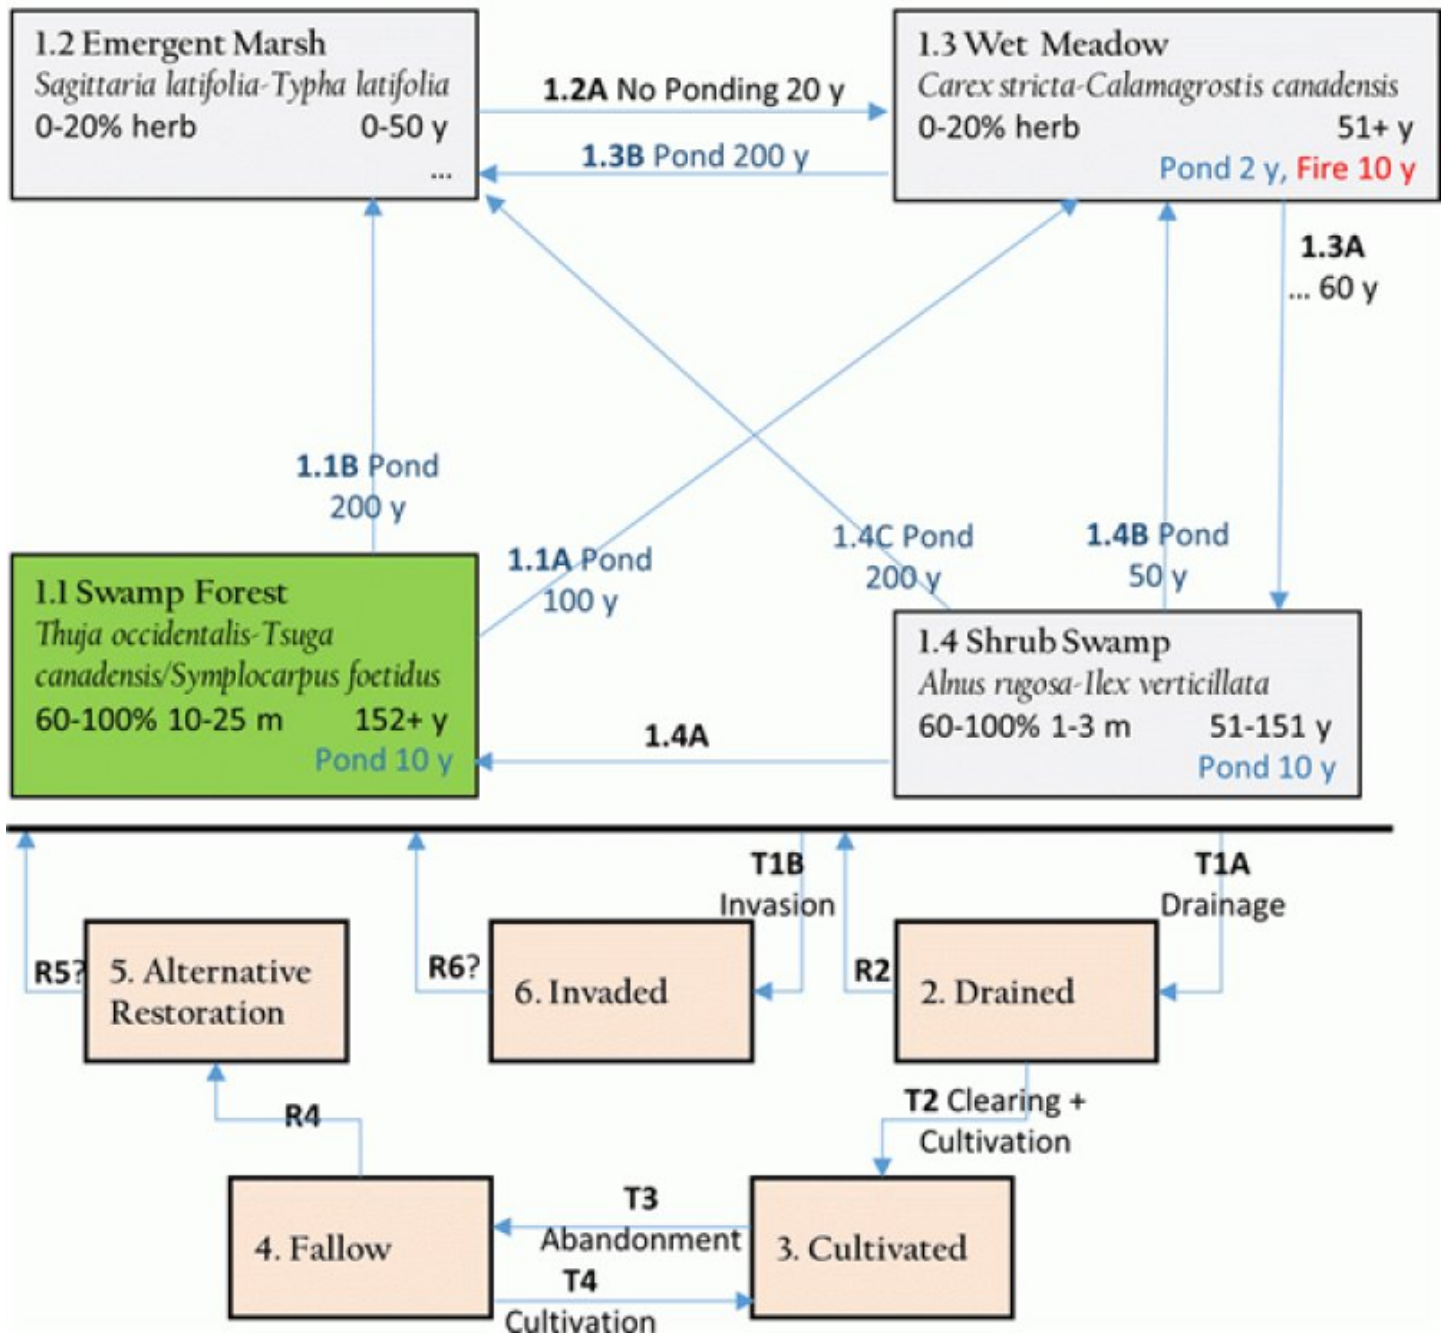 1.2 Emergent Marsh
Sagittaria latifolia-Typha latifolia
0-20% herb 0-50 y
...
1.2A No Ponding 20 y
1.3B Pond 200 y
1.3 Wet Meadow
Carex stricta-Calamagrostis canadensis
0-20% herb 51+ y
Pond 2 y, Fire 10 y
1.3A
... 60 y
1.1B Pond
200 y
1.1A Pond
100 y
1.4C Pond
200 y
1.4B Pond
50 y
1.1 Swamp Forest
Thuja occidentalis-Tsuga
canadensis/Symplocarpus foetidus
60-100% 10-25 m 152+ y
Pond 10 y
1.4A
1.4 Shrub Swamp
Alnus rugosa-Ilex verticillata
60-100% 1-3 m 51-151 y
Pond 10 y
T1B
Invasion
T1A
Drainage
R5?
5. Alternative
Restoration
R6?
6. Invaded
R2
2. Drained
R4
T2 Clearing +
Cultivation
4. Fallow
T3
Abandonment
T4
Cultivation
3. Cultivated